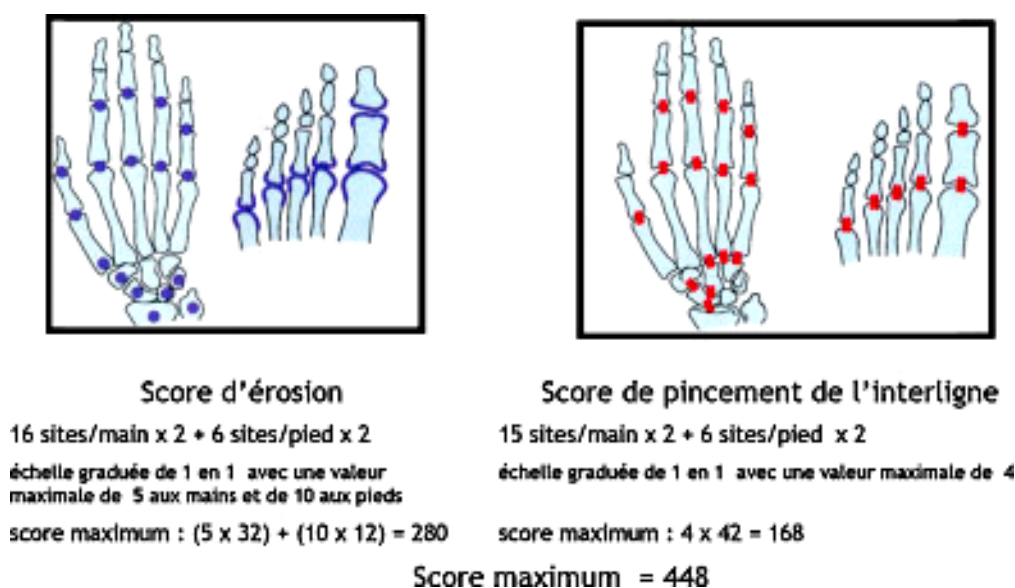 Score d'érosion
16 sites/main x 2 + 6 sites/pied x 2
échelle graduée de 1 en 1 avec une valeur
maximale de 5 aux mains et de 10 aux pieds
score maximum : (5 x 32) + (10 x 12) = 280
Score de pincement de l'interligne
15 sites/main x 2 + 6 sites/pied x 2
échelle graduée de 1 en 1 avec une valeur maximale de 4
score maximum : 4 x 42 = 168
Score maximum = 448